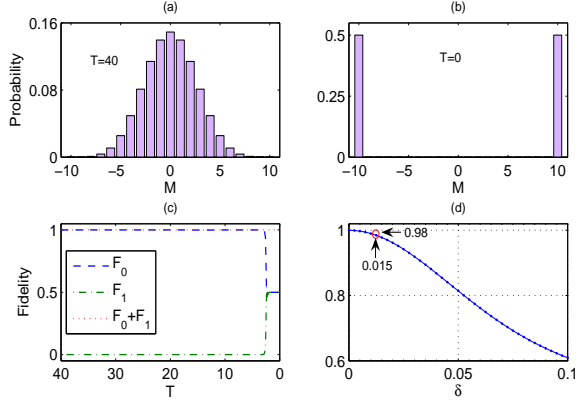 (a)
(b)
0.16
0.08
0
Probability
T=40
−10 −5 0 5 10
M
0.5
0.25
0
T=0
−10 −5 0 5 10
M
(c)
(d)
1
0.5
0
Fidelity
F0
F1
F0+F1
40 30 20 10 0
T
1
0.8
0.6
0.98
0.015
0 0.05 0.1
δ